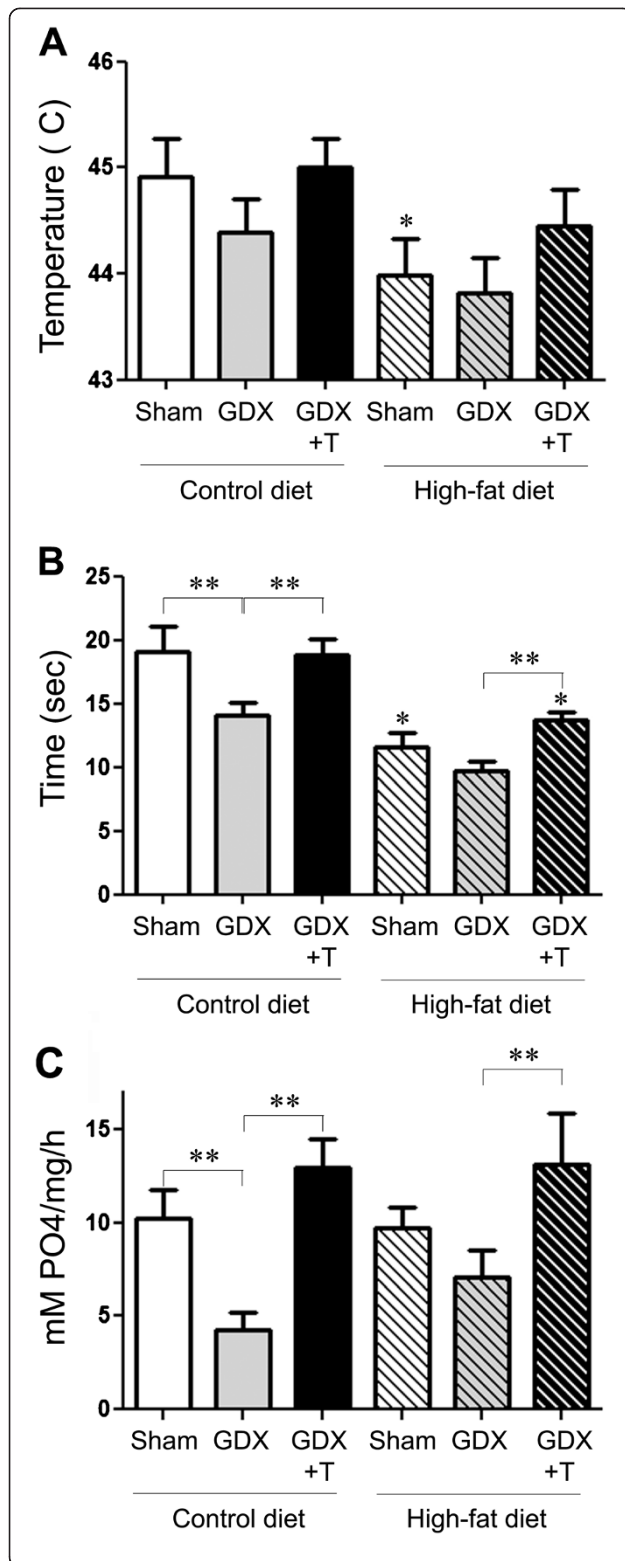 A
Temperature ( C)
46
45
44
43
*
Sham GDX GDX Sham GDX GDX
+T +T
Control diet High-fat diet
B
Time (sec)
25
20
15
10
5
0
** **
**
* *
Sham GDX GDX Sham GDX GDX
+T +T
Control diet High-fat diet
C
mM PO4/mg/h
15
10
5
0
** **
**
Sham GDX GDX Sham GDX GDX
+T +T
Control diet High-fat diet